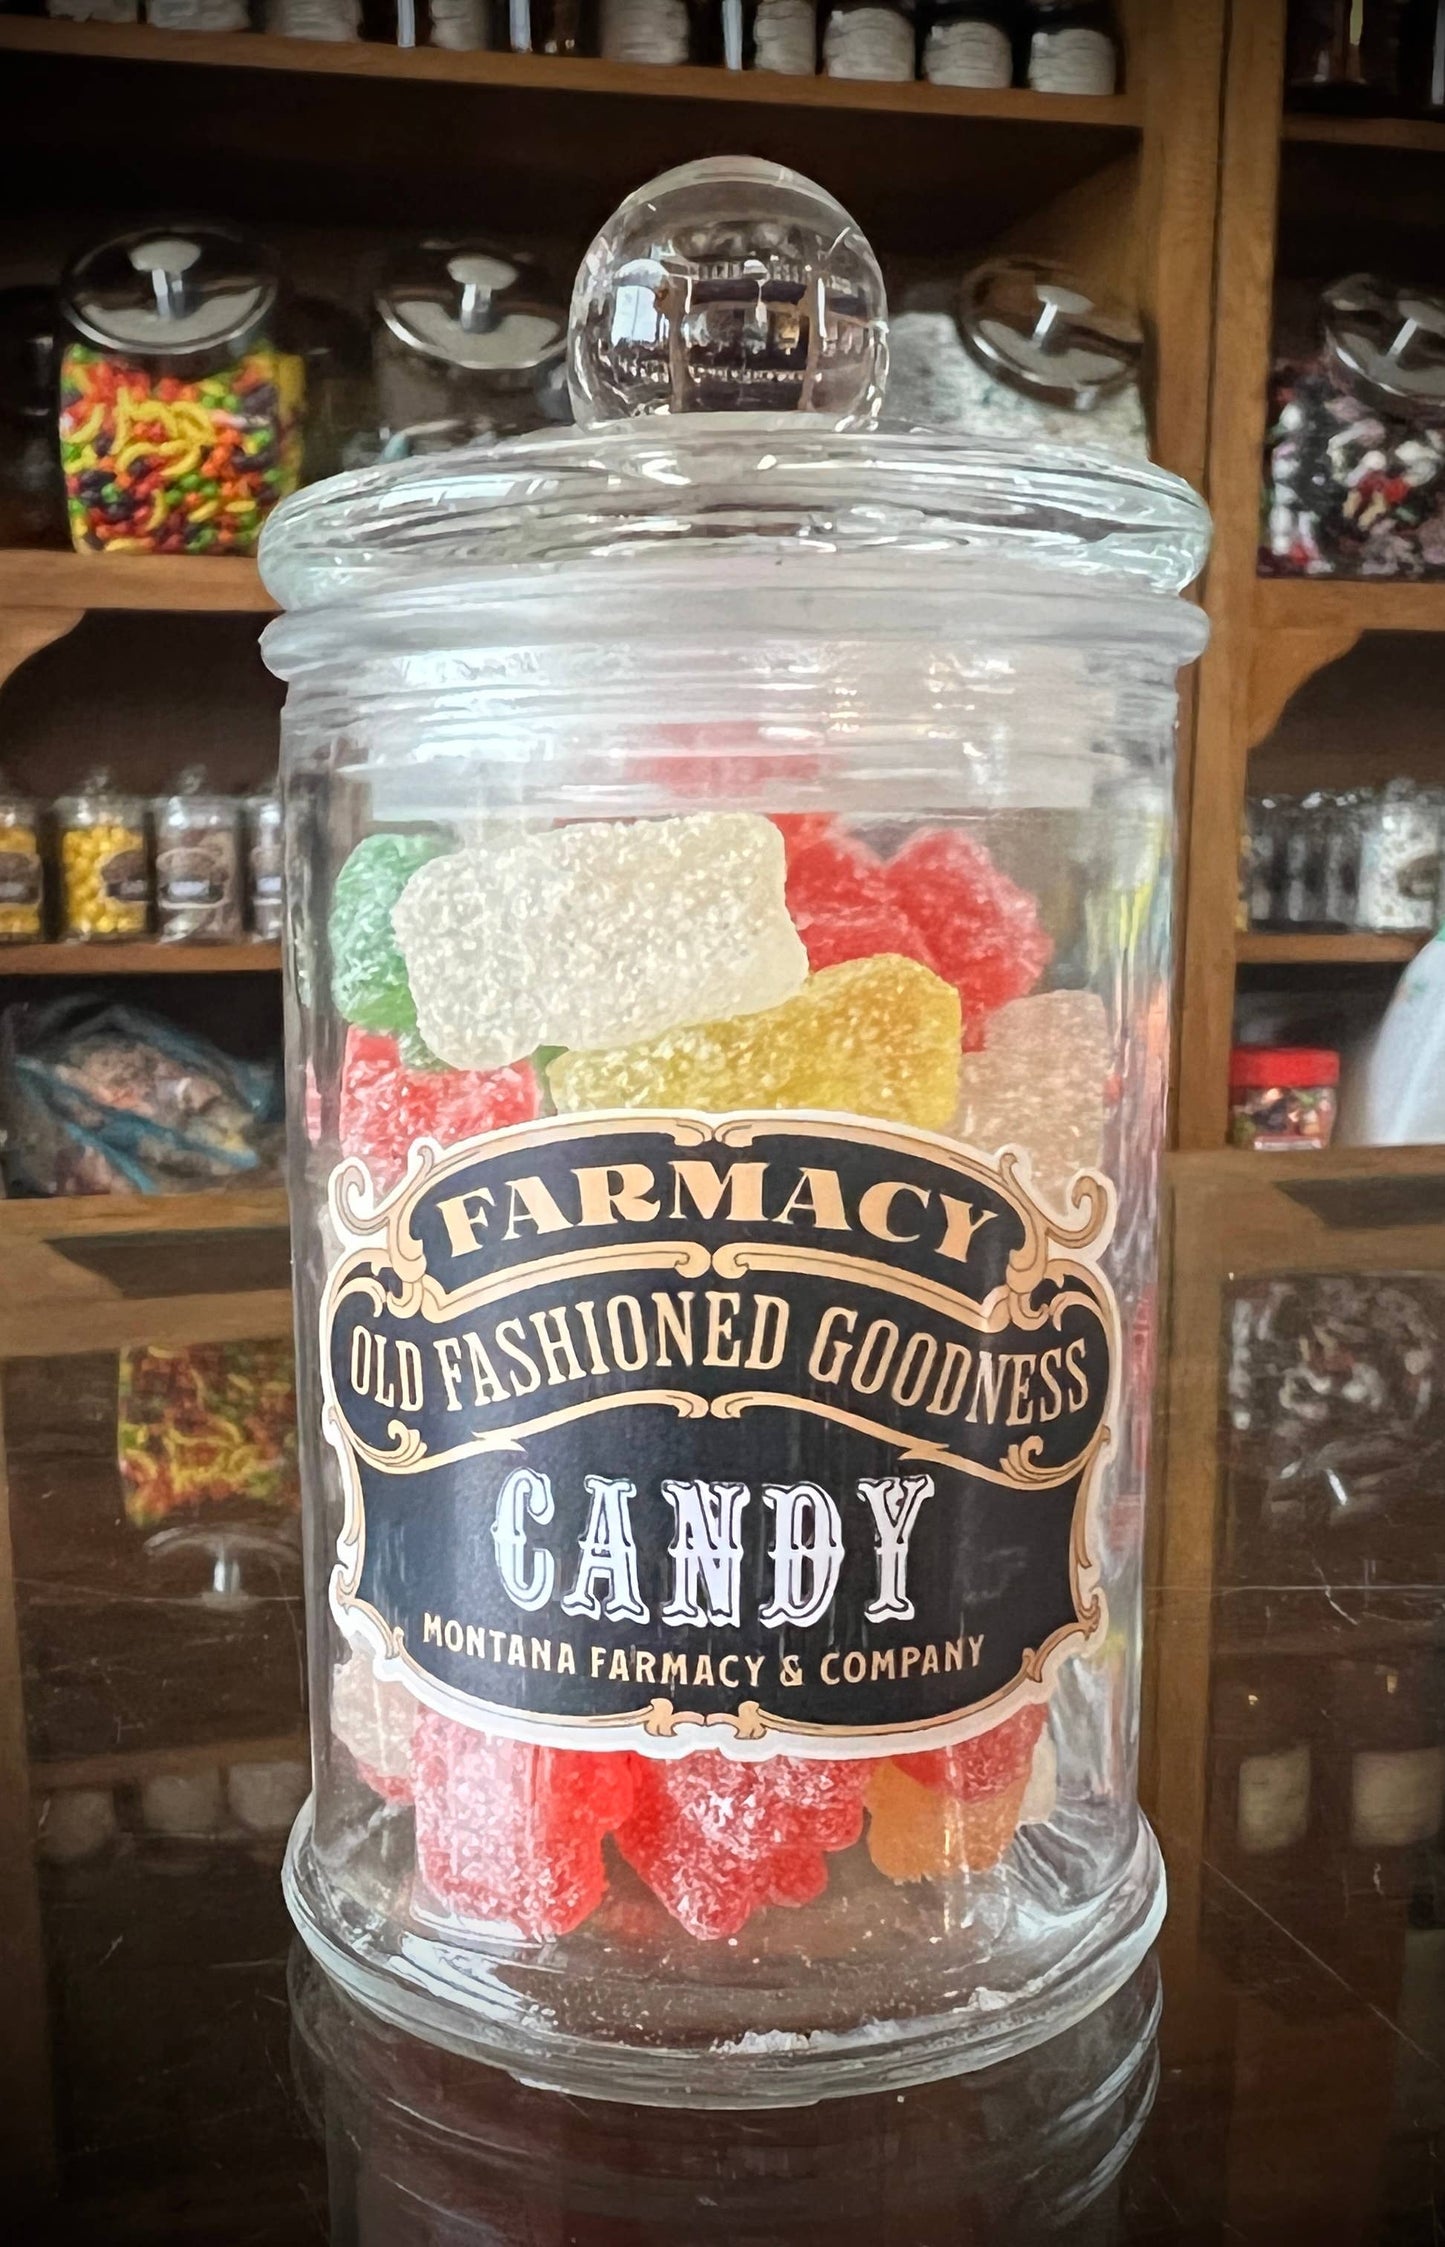 FARMACY
OLD FASHIONED GOODNESS
CANDY
MONTANA FARMACY & COMPANY